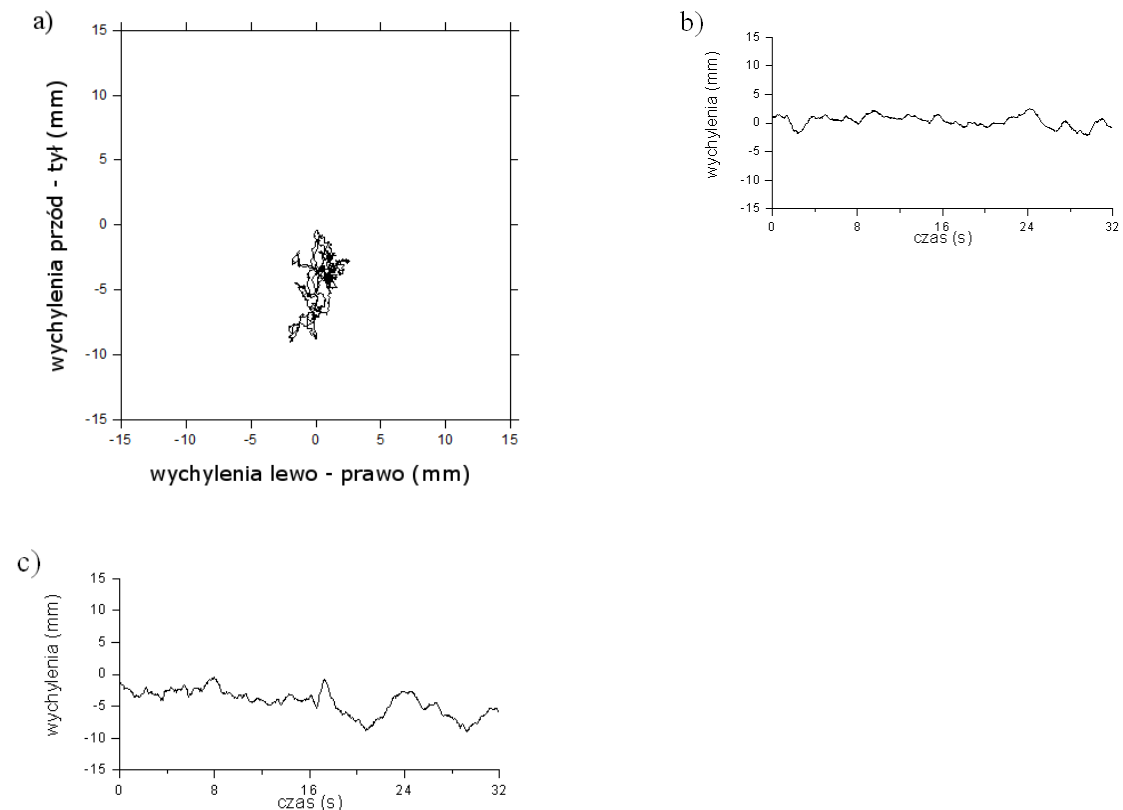 a)
15
10
5
0
-5
-10
-15
-15 -10 -5 0 5 10 15
wychylenia przód - tył (mm)
wychylenia lewo - prawo (mm)
b)
15
10
5
0
-5
-10
-15
0 8 16 24 32
wychylenia (mm)
czas (s)
c)
15
10
5
0
-5
-10
-15
0 8 16 24 32
wychylenia (mm)
czas (s)